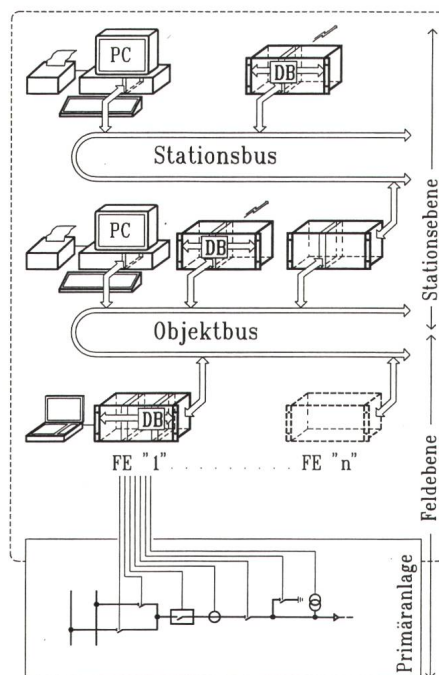 PC
DB
Stationsbus
PC
DB
Objektbus
DB
FE "1" . . . . . . . . . . FE "n"
Stationsebene
Feldebene
Primäranlage